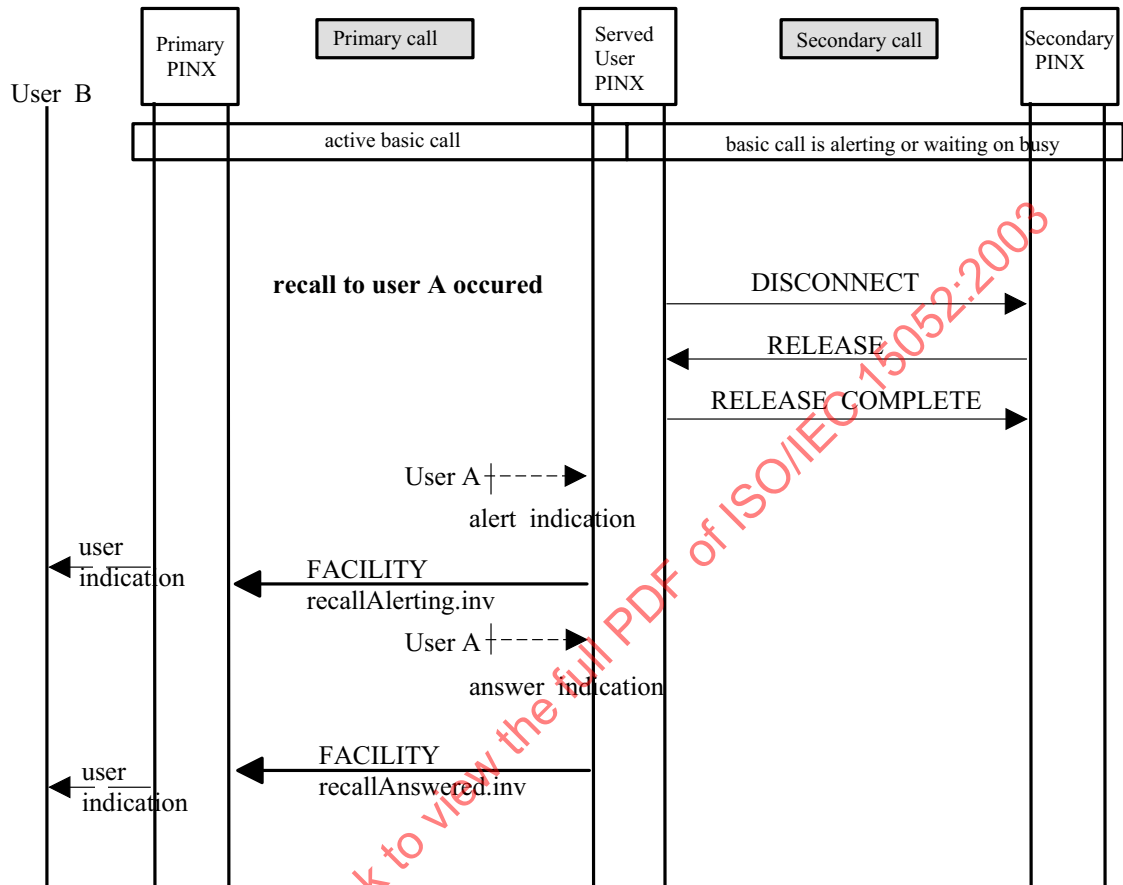 Primary
PINX
Primary call
Served
User
PINX
Secondary call
Secondary
PINX
User B
active basic call
basic call is alerting or waiting on busy
recall to user A occured
DISCONNECT
RELEASE
RELEASE COMPLETE
User A
alert indication
user
indication
FACILITY
recallAlerting.inv
User A
answer indication
FACILITY
recallAnswered.inv
user
indication
k to view the full PDF of ISO/IEC 15052:2003